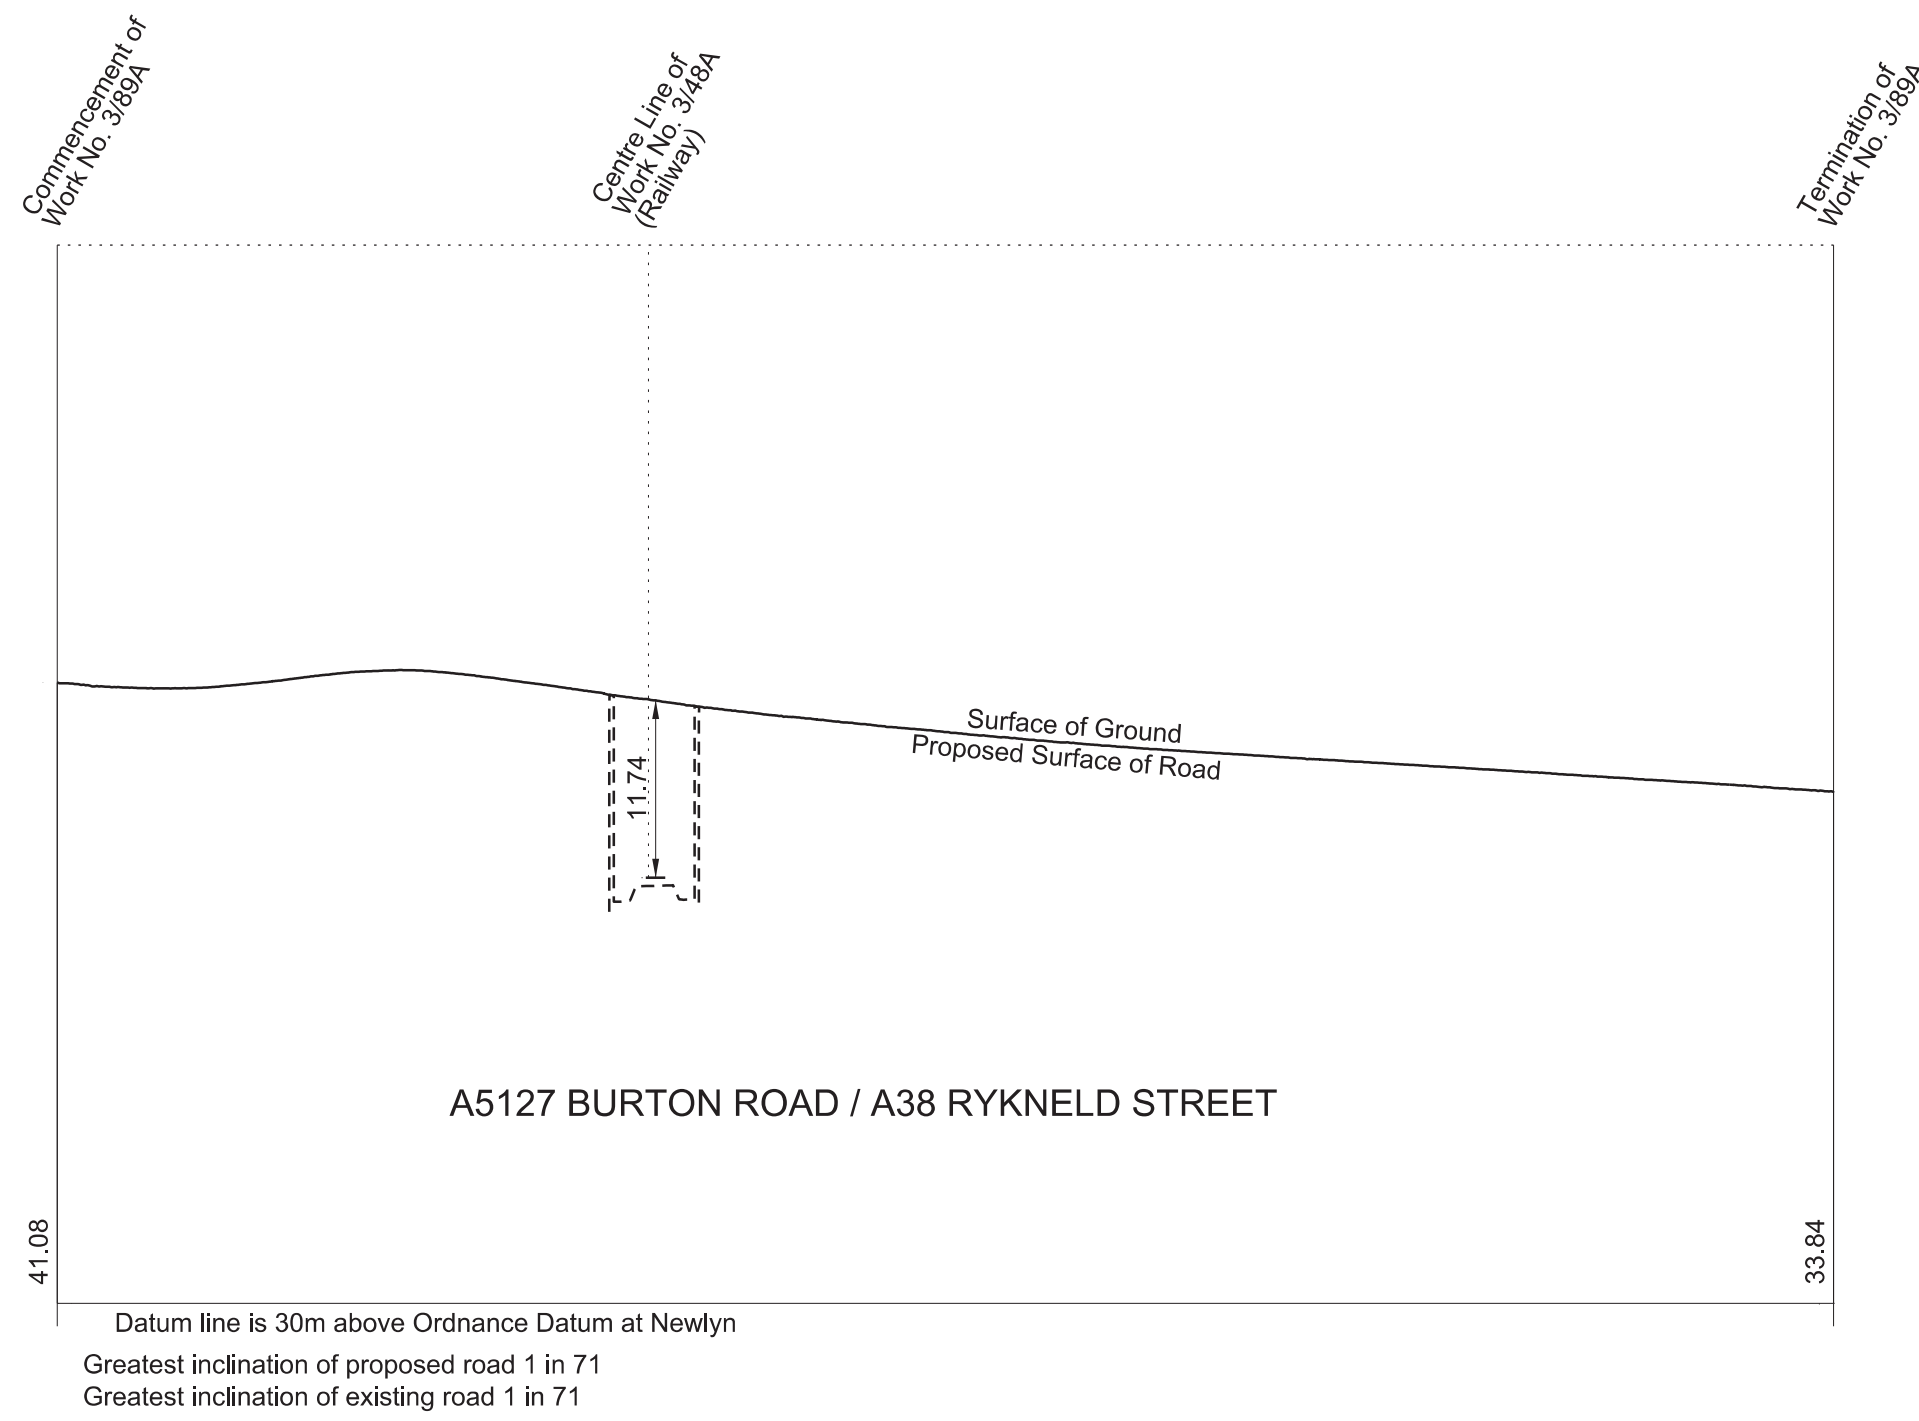 Commencement of
Work No. 3/89A
Centre Line of
Work No. 3/48A
(Railway)
Termination of
Work No. 3/89A
Surface of Ground
Proposed Surface of Road
11.74
A5127 BURTON ROAD / A38 RYKNELD STREET
41.08
33.84
Datum line is 30m above Ordnance Datum at Newlyn
Greatest inclination of proposed road 1 in 71
Greatest inclination of existing road 1 in 71